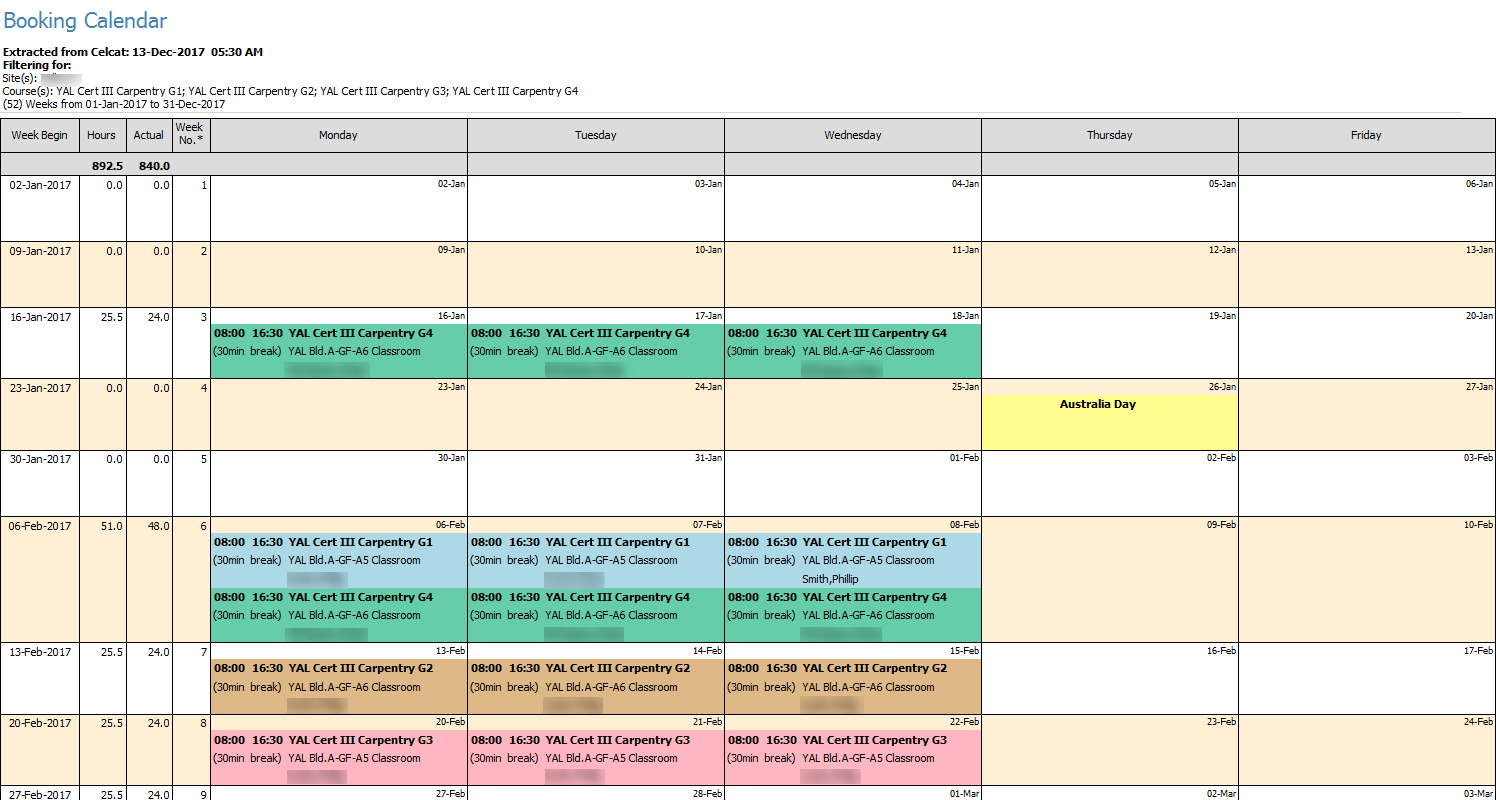 Booking Calendar
Extracted from Celcat: 13-Dec-2017 05:30 AM
Filtering for:
Site(s):
Course(s): YAL Cert III Carpentry G1; YAL Cert III Carpentry G2; YAL Cert III Carpentry G3; YAL Cert III Carpentry G4
(52) Weeks from 01-Jan-2017 to 31-Dec-2017
Week Begin Hours Actual Week No.* Monday Tuesday Wednesday Thursday Friday
892.5 840.0
02-Jan-2017 0.0 0.0 1 02-Jan 03-Jan 04-Jan 05-Jan 06-Jan
09-Jan-2017 0.0 0.0 2 09-Jan 10-Jan 11-Jan 12-Jan 13-Jan
16-Jan-2017 25.5 24.0 3 16-Jan 17-Jan 18-Jan 19-Jan 20-Jan
08:00 16:30 YAL Cert III Carpentry G4 08:00 16:30 YAL Cert III Carpentry G4 08:00 16:30 YAL Cert III Carpentry G4
(30min break) YAL Bld.A-GF-A6 Classroom (30min break) YAL Bld.A-GF-A6 Classroom (30min break) YAL Bld.A-GF-A6 Classroom
23-Jan-2017 0.0 0.0 4 23-Jan 24-Jan 25-Jan 26-Jan 27-Jan
Australia Day
30-Jan-2017 0.0 0.0 5 30-Jan 31-Jan 01-Feb 02-Feb 03-Feb
06-Feb-2017 51.0 48.0 6 06-Feb 07-Feb 08-Feb 09-Feb 10-Feb
08:00 16:30 YAL Cert III Carpentry G1 08:00 16:30 YAL Cert III Carpentry G1 08:00 16:30 YAL Cert III Carpentry G1
(30min break) YAL Bld.A-GF-A5 Classroom (30min break) YAL Bld.A-GF-A5 Classroom (30min break) YAL Bld.A-GF-A5 Classroom
Smith,Phillip
08:00 16:30 YAL Cert III Carpentry G4 08:00 16:30 YAL Cert III Carpentry G4 08:00 16:30 YAL Cert III Carpentry G4
(30min break) YAL Bld.A-GF-A6 Classroom (30min break) YAL Bld.A-GF-A6 Classroom (30min break) YAL Bld.A-GF-A6 Classroom
13-Feb-2017 25.5 24.0 7 13-Feb 14-Feb 15-Feb 16-Feb 17-Feb
08:00 16:30 YAL Cert III Carpentry G2 08:00 16:30 YAL Cert III Carpentry G2 08:00 16:30 YAL Cert III Carpentry G2
(30min break) YAL Bld.A-GF-A6 Classroom (30min break) YAL Bld.A-GF-A6 Classroom (30min break) YAL Bld.A-GF-A6 Classroom
20-Feb-2017 25.5 24.0 8 20-Feb 21-Feb 22-Feb 23-Feb 24-Feb
08:00 16:30 YAL Cert III Carpentry G3 08:00 16:30 YAL Cert III Carpentry G3 08:00 16:30 YAL Cert III Carpentry G3
(30min break) YAL Bld.A-GF-A5 Classroom (30min break) YAL Bld.A-GF-A5 Classroom (30min break) YAL Bld.A-GF-A5 Classroom
27-Feb-2017 25.5 24.0 9 27-Feb 28-Feb 01-Mar 02-Mar 03-Mar